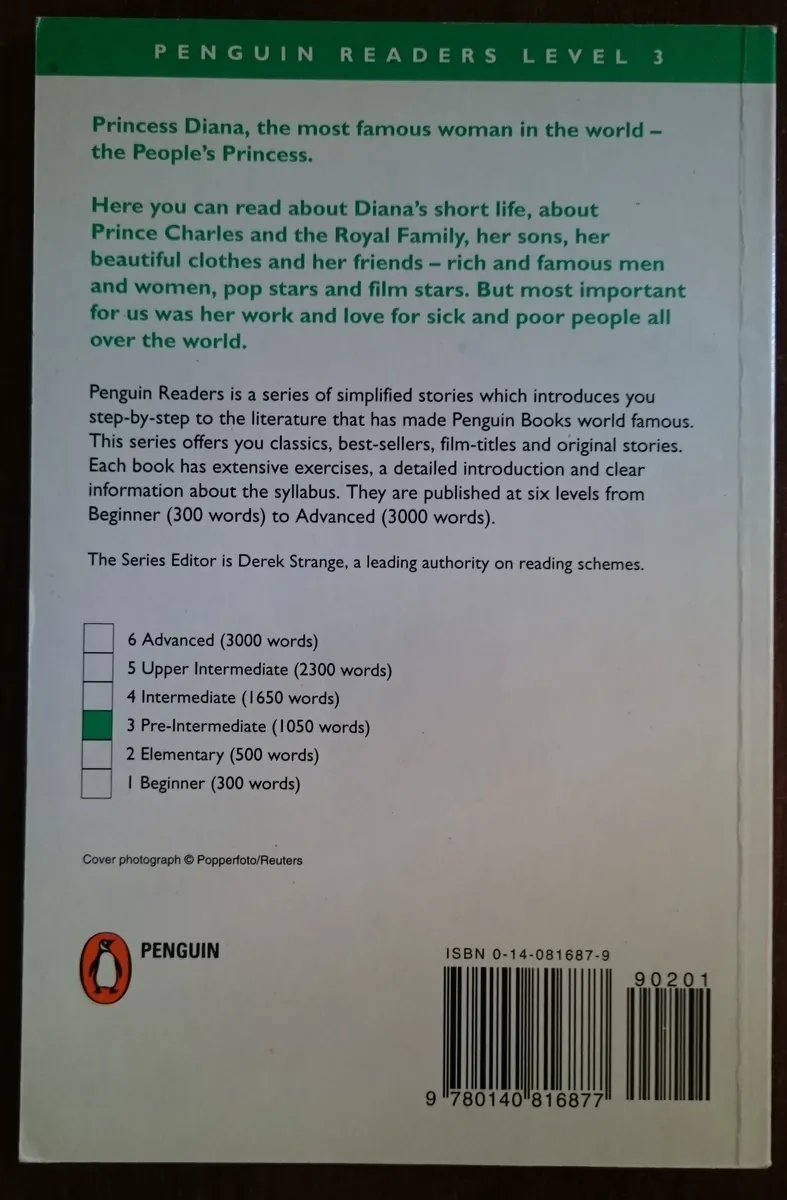 PENGUIN READERS LEVEL 3
Princess Diana, the most famous woman in the world –
the People's Princess.
Here you can read about Diana's short life, about
Prince Charles and the Royal Family, her sons, her
beautiful clothes and her friends – rich and famous men
and women, pop stars and film stars. But most important
for us was her work and love for sick and poor people all
over the world.
Penguin Readers is a series of simplified stories which introduces you
step-by-step to the literature that has made Penguin Books world famous.
This series offers you classics, best-sellers, film-titles and original stories.
Each book has extensive exercises, a detailed introduction and clear
information about the syllabus. They are published at six levels from
Beginner (300 words) to Advanced (3000 words).
The Series Editor is Derek Strange, a leading authority on reading schemes.
6 Advanced (3000 words)
5 Upper Intermediate (2300 words)
4 Intermediate (1650 words)
3 Pre-Intermediate (1050 words)
2 Elementary (500 words)
1 Beginner (300 words)
Cover photograph © Popperfoto/Reuters
PENGUIN
ISBN 0-14-081687-9
90201
9 780140 816877